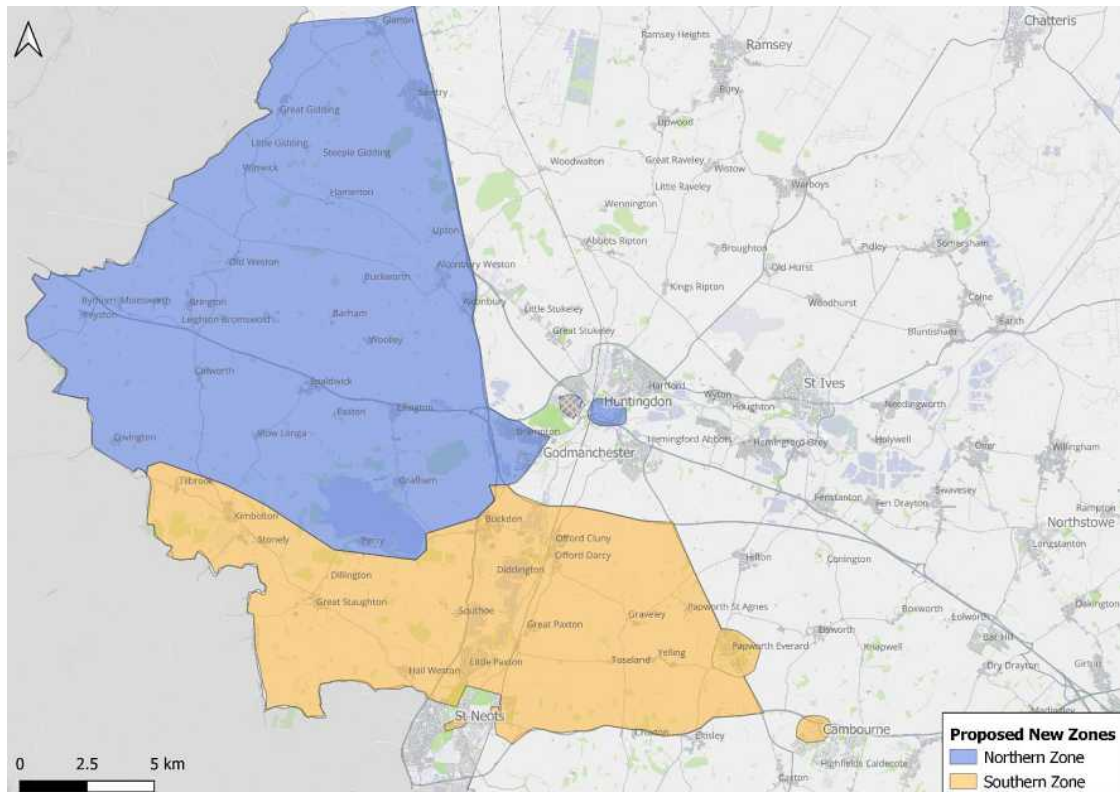 Glatton
Ramsey Heights
Ramsey
Chatteris
Sawtry
Bury
Great Gidding
Upwood
Little Gidding
Steeple Gidding
Woodwalton
Great Raveley
Wistow
Winwick
Little Raveley
Warboys
Hamerton
Wennington
Upton
Abbots Ripton
Broughton
Pidley
Somersham
Old Weston
Alconbury Weston
Old Hurst
Buckworth
Kings Ripton
Bythorn
Molesworth
Brington
Alconbury
Woodhurst
Colne
Keyston
Leighton Bromswold
Barham
Little Stukeley
Earith
Great Stukeley
Bluntisham
Woolley
Catworth
Spaldwick
Hartford
St Ives
Easton
Ellington
Huntingdon
Wyton
Houghton
Needingworth
Covington
Stow Longa
Brampton
Hemingford Abbots
Hemingford Grey
Holywell
Over
Willingham
Godmanchester
Tilbrook
Grafham
Fenstanton
Fen Drayton
Swavesey
Rampton
Kimbolton
Buckden
Northstowe
Stonely
Perry
Offord Cluny
Longstanton
Offord Darcy
Hilton
Conington
Dillington
Diddington
Great Staughton
Southoe
Graveley
Papworth St Agnes
Boxworth
Lolworth
Oakington
Great Paxton
Elsworth
Bar Hill
Hail Weston
Little Paxton
Toseland
Yelling
Papworth Everard
Knapwell
Dry Drayton
Girton
Madingley
St Neots
Croxton
Eltisley
Cambourne
Caxton
Highfields Caldecote
Proposed New Zones
Northern Zone
Southern Zone
0 2.5 5 km